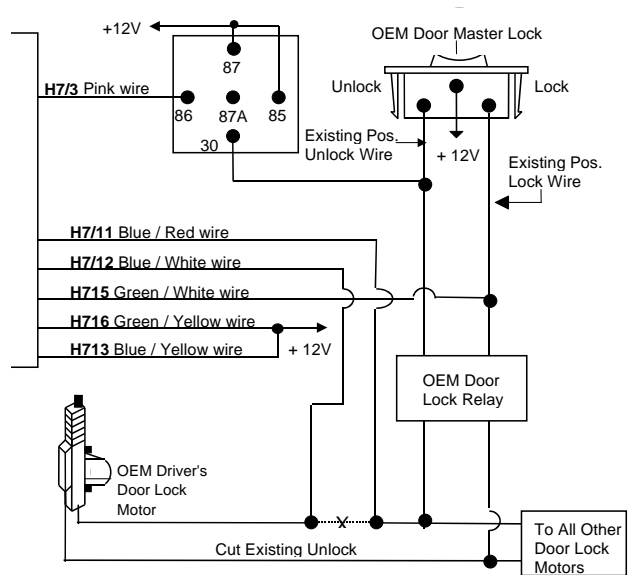 +12V
OEM Door Master Lock
87
Unlock
Lock
H7/3 Pink wire
86
87A
85
30
Existing Pos.
Unlock Wire
+ 12V
Existing Pos.
Lock Wire
H7/11 Blue / Red wire
H7/12 Blue / White wire
H715 Green / White wire
H716 Green / Yellow wire
H713 Blue / Yellow wire
+ 12V
OEM Door
Lock Relay
OEM Driver's
Door Lock
Motor
X
Cut Existing Unlock
To All Other
Door Lock
Motors